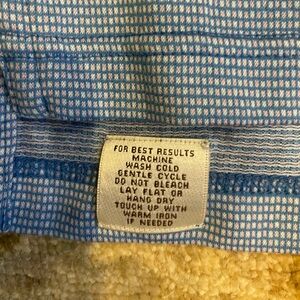 FOR BEST RESULTS
MACHINE
WASH COLD
GENTLE CYCLE
DO NOT BLEACH
LAY FLAT OR
HANG DRY
TOUCH UP WITH
WARM IRON
IF NEEDED